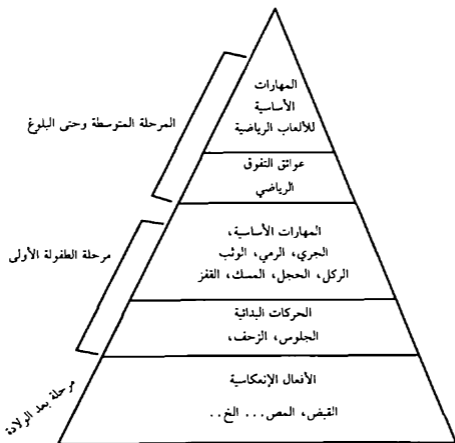 المهارات
الأساسية
للألعاب الرياضية
المرحلة المتوسطة وحتى البلوغ
عوائق التفوق
الرياضي
المهارات الأساسية،
الجري، الرمي، الوثب
الركل، الحجل، المسك، القفز
مرحلة الطفولة الأولى
الحركات البدائية
الجلوس، الزحف،
الأفعال الإنعكاسية
القبض، المص... الخ..
مرحلة بعد الولادة